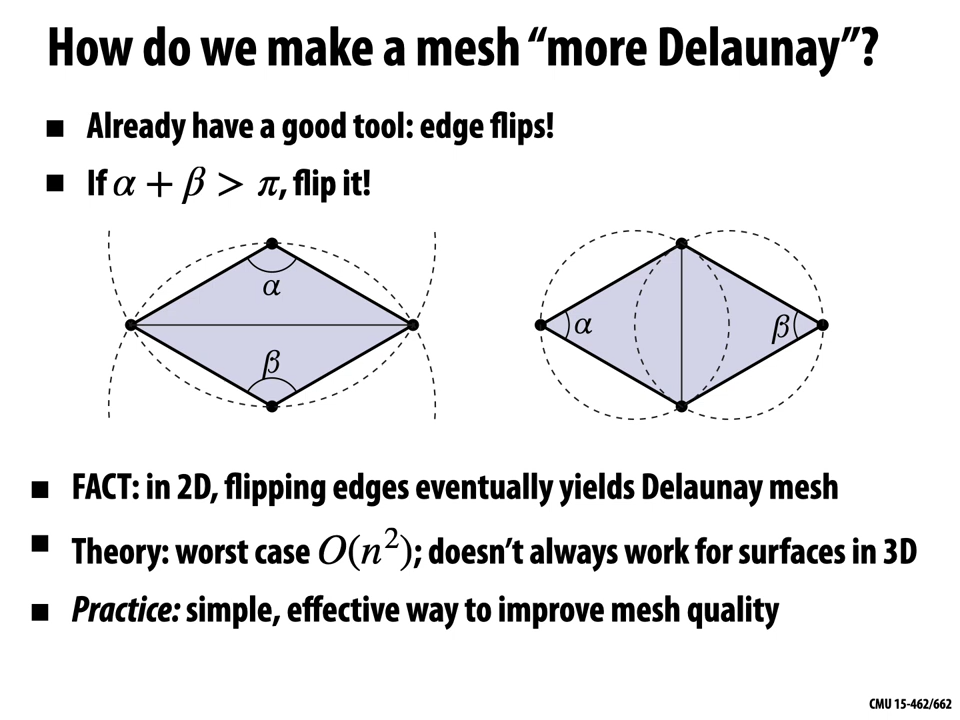 How do we make a mesh “more Delaunay”?
■ Already have a good tool: edge flips!
■ If α + β > π, flip it!
α
β
α
β
■ FACT: in 2D, flipping edges eventually yields Delaunay mesh
■ Theory: worst case O(n²); doesn’t always work for surfaces in 3D
■ Practice: simple, effective way to improve mesh quality
CMU 15-462/662